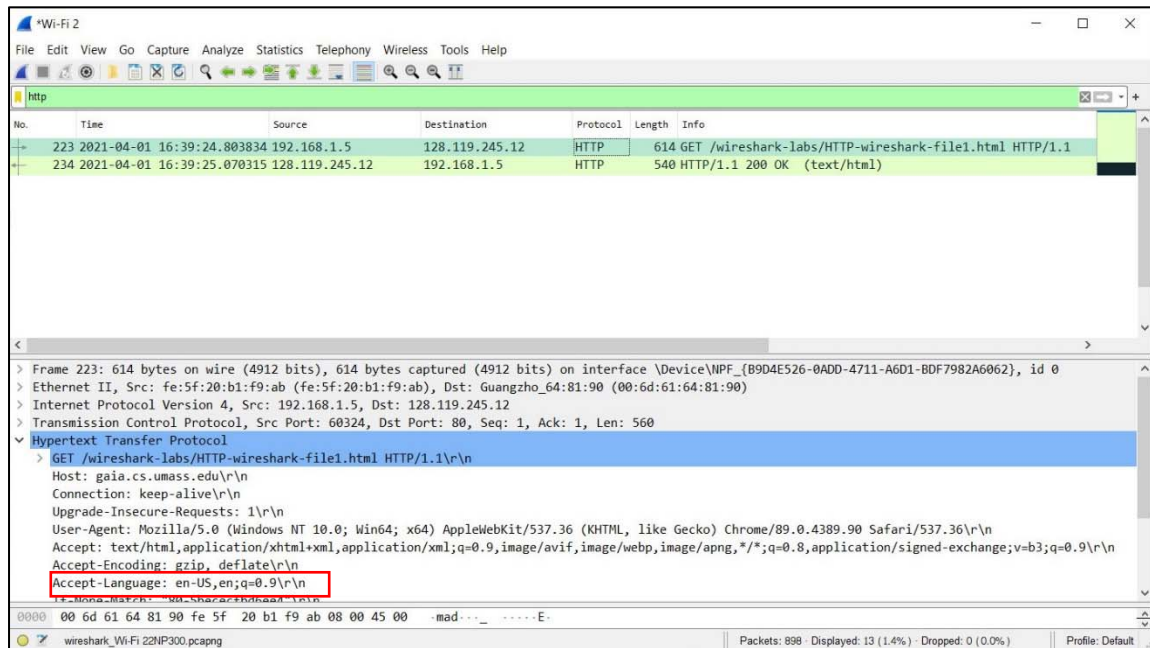 *Wi-Fi 2
File Edit View Go Capture Analyze Statistics Telephony Wireless Tools Help
http
No. Time Source Destination Protocol Length Info
223 2021-04-01 16:39:24.803834 192.168.1.5 128.119.245.12 HTTP 614 GET /wireshark-labs/HTTP-wireshark-file1.html HTTP/1.1
234 2021-04-01 16:39:25.070315 128.119.245.12 192.168.1.5 HTTP 540 HTTP/1.1 200 OK (text/html)
> Frame 223: 614 bytes on wire (4912 bits), 614 bytes captured (4912 bits) on interface \Device\NPF_{B9D4E526-0ADD-4711-A6D1-BDF7982A6062}, id 0
> Ethernet II, Src: fe:5f:20:b1:f9:ab (fe:5f:20:b1:f9:ab), Dst: Guangzho_64:81:90 (00:6d:61:64:81:90)
> Internet Protocol Version 4, Src: 192.168.1.5, Dst: 128.119.245.12
> Transmission Control Protocol, Src Port: 60324, Dst Port: 80, Seq: 1, Ack: 1, Len: 560
Hypertext Transfer Protocol
> GET /wireshark-labs/HTTP-wireshark-file1.html HTTP/1.1\r\n
Host: gaia.cs.umass.edu\r\n
Connection: keep-alive\r\n
Upgrade-Insecure-Requests: 1\r\n
User-Agent: Mozilla/5.0 (Windows NT 10.0; Win64; x64) AppleWebKit/537.36 (KHTML, like Gecko) Chrome/89.0.4389.90 Safari/537.36\r\n
Accept: text/html,application/xhtml+xml,application/xml;q=0.9,image/avif,image/webp,image/apng,*/*;q=0.8,application/signed-exchange;v=b3;q=0.9\r\n
Accept-Encoding: gzip, deflate\r\n
Accept-Language: en-US,en;q=0.9\r\n
If-None-Match:
0000 00 6d 61 64 81 90 fe 5f 20 b1 f9 ab 08 00 45 00 ·mad···_ ·····E·
wireshark_Wi-Fi 22NP300.pcapng Packets: 898 · Displayed: 13 (1.4%) · Dropped: 0 (0.0%) Profile: Default